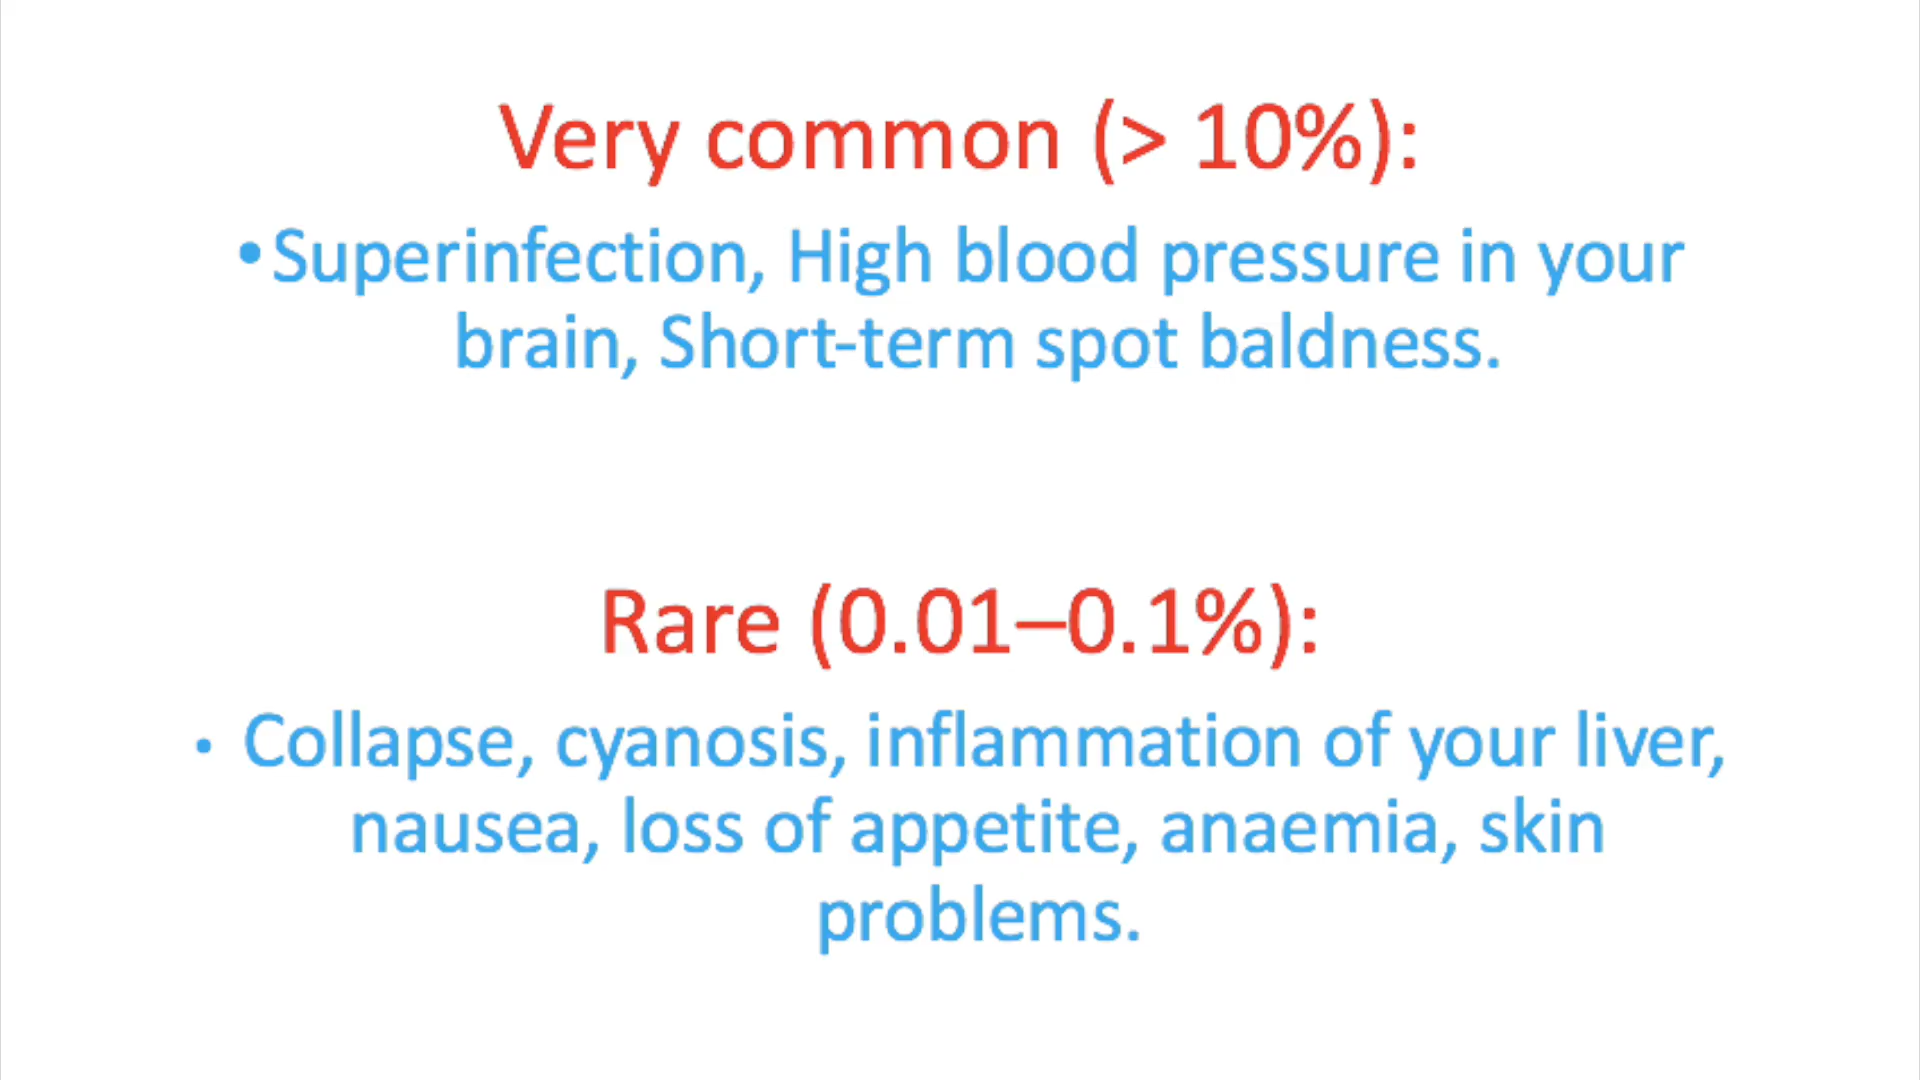 Very common (> 10%):
•Superinfection, High blood pressure in your
brain, Short-term spot baldness.
Rare (0.01–0.1%):
• Collapse, cyanosis, inflammation of your liver,
nausea, loss of appetite, anaemia, skin
problems.